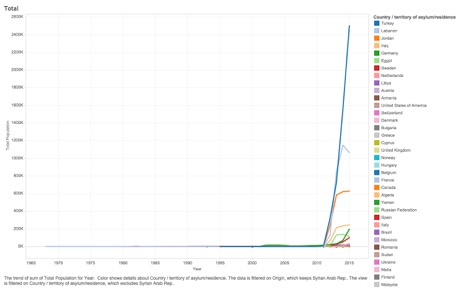 Total
Country / territory of asylum/residence
Turkey
Lebanon
Jordan
Iraq
Germany
Egypt
Sweden
Netherlands
Libya
Austria
Armenia
United States of America
Switzerland
Denmark
Bulgaria
Greece
Cyprus
United Kingdom
Norway
Hungary
Belgium
France
Canada
Algeria
Yemen
Russian Federation
Spain
Italy
Brazil
Morocco
Romania
Sudan
Ukraine
Malta
Finland
Malaysia
Total Population
2600K
2400K
2200K
2000K
1800K
1600K
1400K
1200K
1000K
800K
600K
400K
200K
0K
1965
1970
1975
1980
1985
1990
1995
2000
2005
2010
2015
Year
The trend of sum of Total Population for Year. Color shows details about Country / territory of asylum/residence. The data is filtered on Origin, which keeps Syrian Arab Rep.. The view
is filtered on Country / territory of asylum/residence, which excludes Syrian Arab Rep..